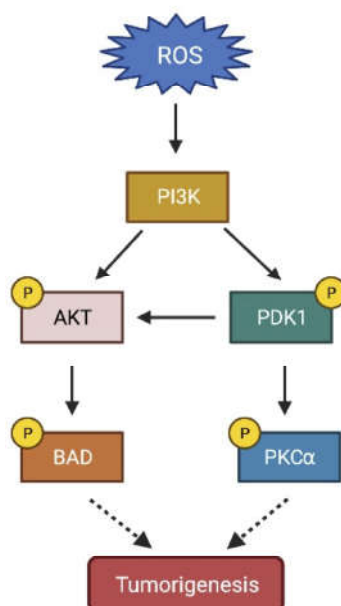 ROS
PI3K
P
AKT
P
PDK1
P
BAD
P
PKCα
Tumorigenesis